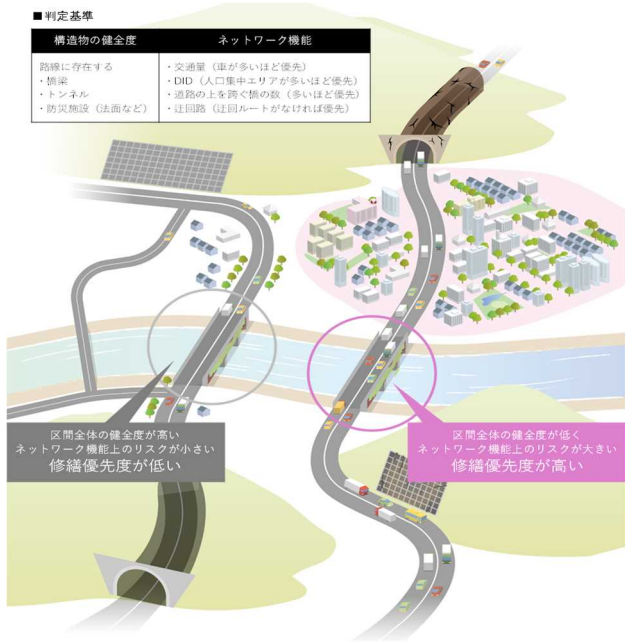 ■判定基準
構造物の健全度
ネットワーク機能
路線に存在する
・橋梁
・トンネル
・防災施設（法面など）
・交通量（車が多いほど優先）
・DID（人口集中エリアが多いほど優先）
・道路の上を跨ぐ橋の数（多いほど優先）
・迂回路（迂回ルートがなければ優先）
区間全体の健全度が高い
ネットワーク機能上のリスクが小さい
修繕優先度が低い
区間全体の健全度が低く
ネットワーク機能上のリスクが大きい
修繕優先度が高い